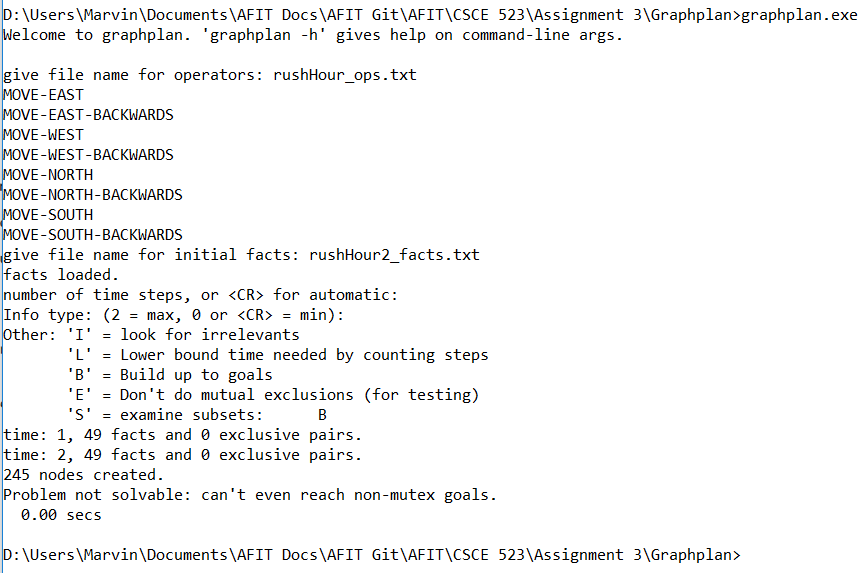 D:\Users\Marvin\Documents\AFIT Docs\AFIT Git\AFIT\CSCE 523\Assignment 3\Graphplan>graphplan.exe
Welcome to graphplan. 'graphplan -h' gives help on command-line args.
give file name for operators: rushHour_ops.txt
MOVE-EAST
MOVE-EAST-BACKWARDS
MOVE-WEST
MOVE-WEST-BACKWARDS
MOVE-NORTH
MOVE-NORTH-BACKWARDS
MOVE-SOUTH
MOVE-SOUTH-BACKWARDS
give file name for initial facts: rushHour2_facts.txt
facts loaded.
number of time steps, or <CR> for automatic:
Info type: (2 = max, 0 or <CR> = min):
Other: 'I' = look for irrelevants
'L' = Lower bound time needed by counting steps
'B' = Build up to goals
'E' = Don't do mutual exclusions (for testing)
'S' = examine subsets:      B
time: 1, 49 facts and 0 exclusive pairs.
time: 2, 49 facts and 0 exclusive pairs.
245 nodes created.
Problem not solvable: can't even reach non-mutex goals.
0.00 secs
D:\Users\Marvin\Documents\AFIT Docs\AFIT Git\AFIT\CSCE 523\Assignment 3\Graphplan>